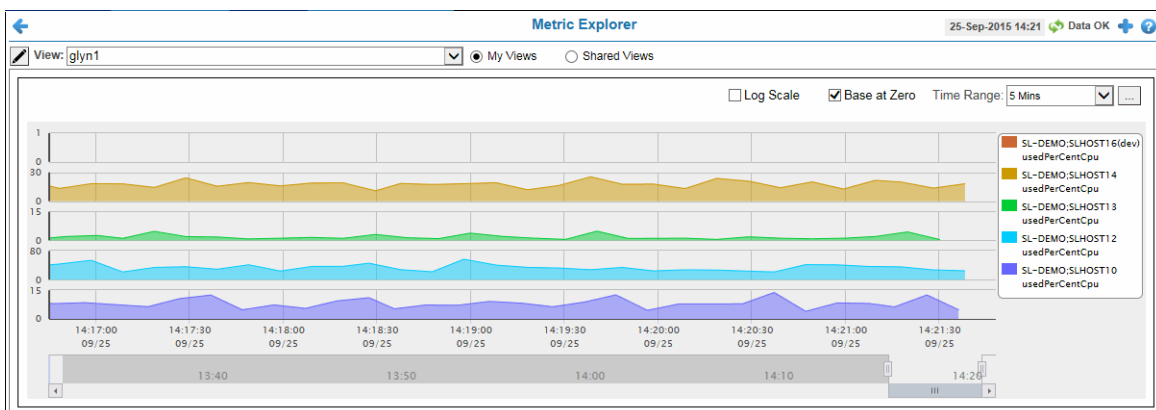 Metric Explorer
25-Sep-2015 14:21 Data OK
View: glyn1 My Views Shared Views
Log Scale Base at Zero Time Range: 5 Mins ...
1
0
30
0
15
0
80
0
15
0
SL-DEMO;SLHOST16(dev)
usedPerCentCpu
SL-DEMO;SLHOST14
usedPerCentCpu
SL-DEMO;SLHOST13
usedPerCentCpu
SL-DEMO;SLHOST12
usedPerCentCpu
SL-DEMO;SLHOST10
usedPerCentCpu
14:17:00 14:17:30 14:18:00 14:18:30 14:19:00 14:19:30 14:20:00 14:20:30 14:21:00 14:21:30
09/25 09/25 09/25 09/25 09/25 09/25 09/25 09/25 09/25 09/25
13:40 13:50 14:00 14:10 14:20